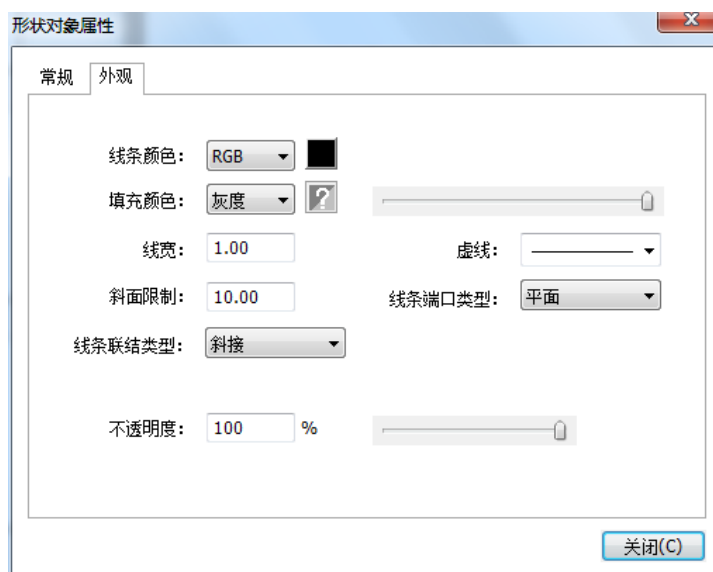 形状对象属性
常规 外观
线条颜色： RGB
填充颜色： 灰度 ?
线宽： 1.00 虚线：
斜面限制： 10.00 线条端口类型： 平面
线条联结类型： 斜接
不透明度： 100 %
关闭(C)